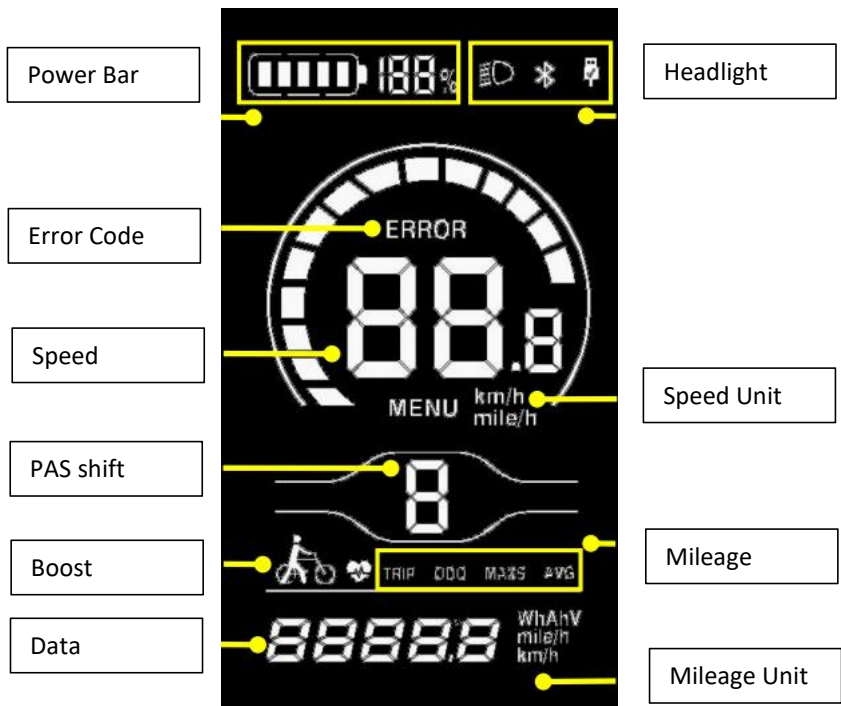 Power Bar
188%
Headlight
Error Code
ERROR
Speed
88.8
MENU
km/h
mile/h
Speed Unit
PAS shift
8
Boost
TRIP ODO MAXS AVG
Mileage
Data
88888.8
WhAhV
mile/h
km/h
Mileage Unit